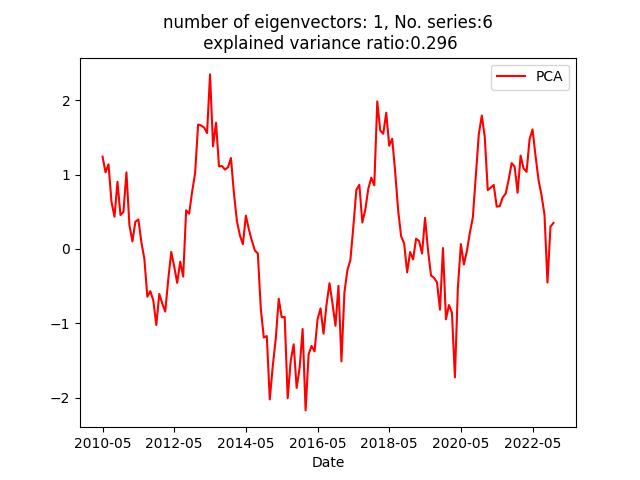 number of eigenvectors: 1, No. series:6
explained variance ratio:0.296
PCA
2
1
0
−1
−2
2010-05 2012-05 2014-05 2016-05 2018-05 2020-05 2022-05
Date